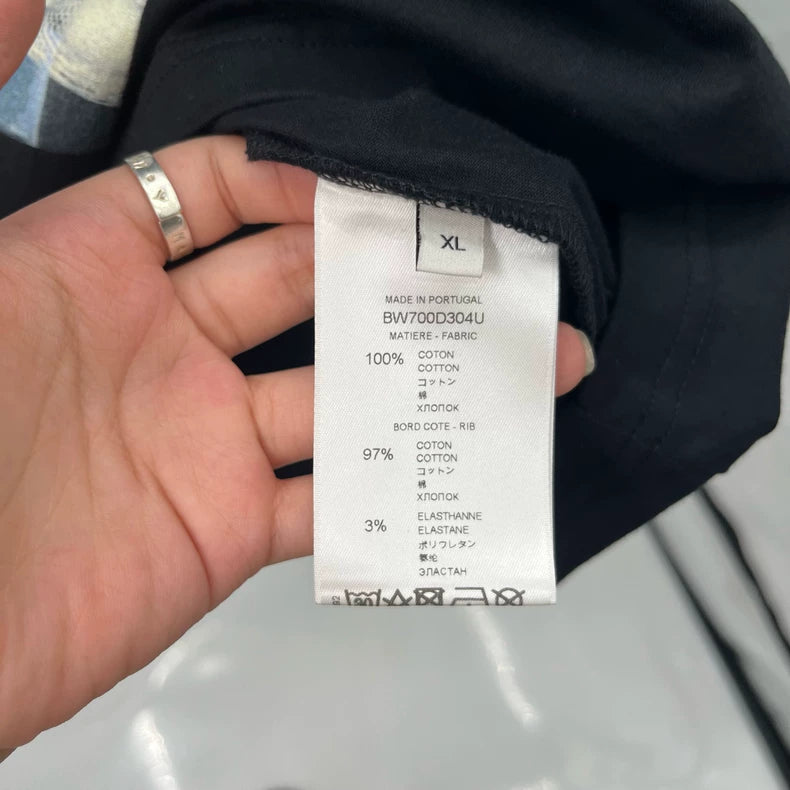 XL
MADE IN PORTUGAL
BW700D304U
MATIERE - FABRIC
100% COTON
COTTON
コットン
棉
ХЛОПОК
BORD COTE - RIB
97% COTON
COTTON
コットン
棉
ХЛОПОК
3% ELASTHANNE
ELASTANE
ポリウレタン
氨纶
ЭЛАСТАН